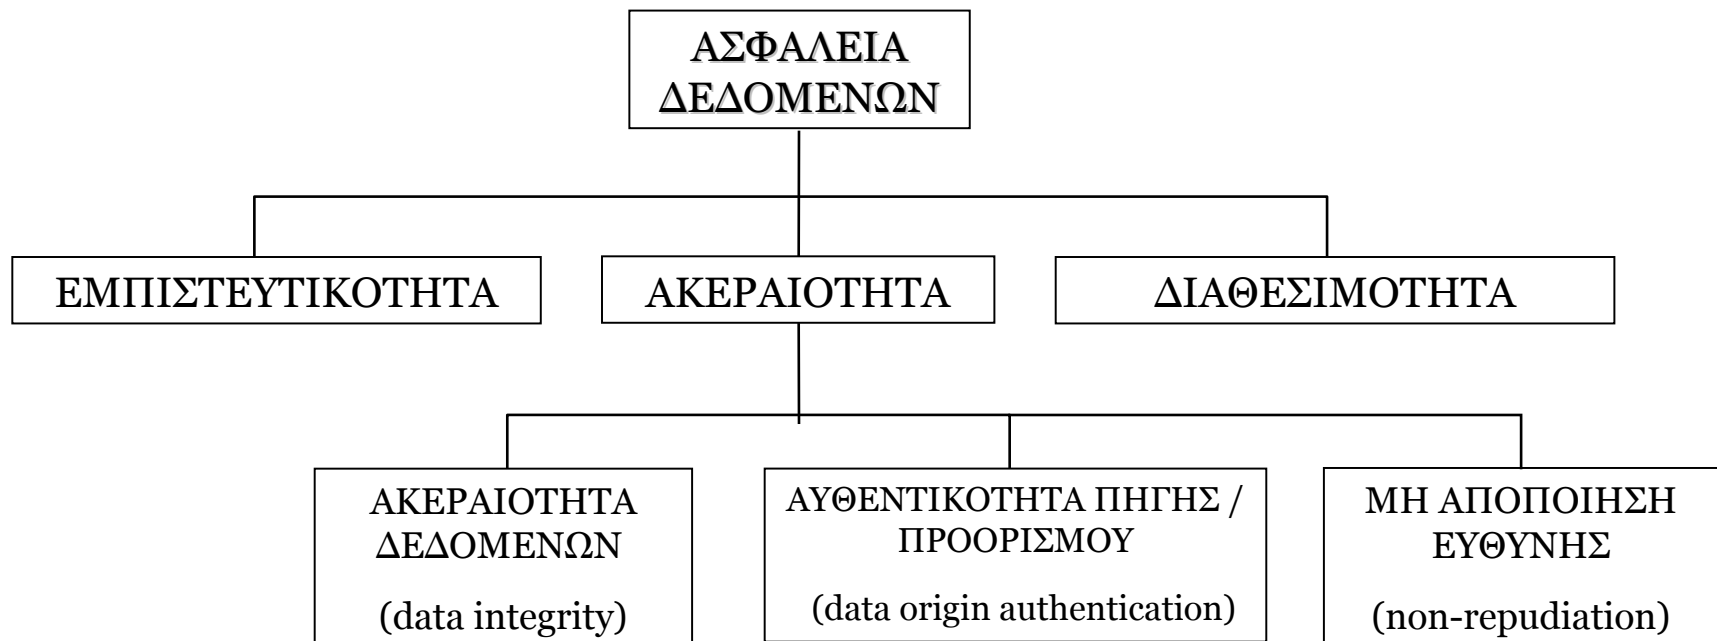 ΑΣΦΑΛΕΙΑ
ΔΕΔΟΜΕΝΩΝ
ΕΜΠΙΣΤΕΥΤΙΚΟΤΗΤΑ
ΑΚΕΡΑΙΟΤΗΤΑ
ΔΙΑΘΕΣΙΜΟΤΗΤΑ
ΑΚΕΡΑΙΟΤΗΤΑ
ΔΕΔΟΜΕΝΩΝ
(data integrity)
ΑΥΘΕΝΤΙΚΟΤΗΤΑ ΠΗΓΗΣ /
ΠΡΟΟΡΙΣΜΟΥ
(data origin authentication)
ΜΗ ΑΠΟΠΟΙΗΣΗ
ΕΥΘΥΝΗΣ
(non-repudiation)